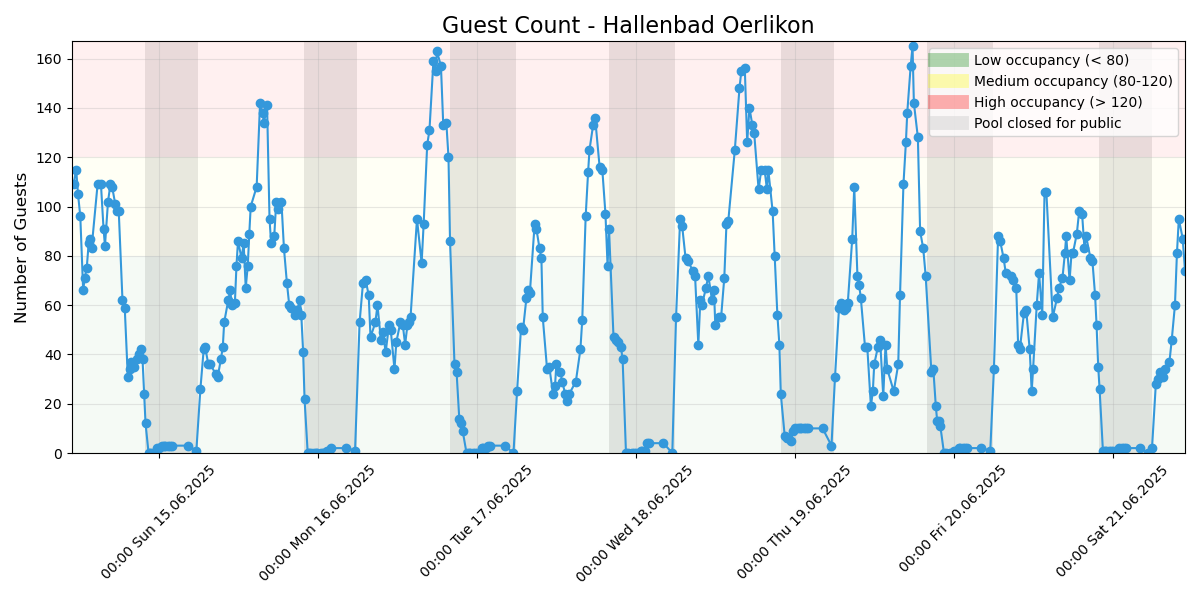 Guest Count - Hallenbad Oerlikon
Number of Guests
160
140
120
100
80
60
40
20
0
Low occupancy (< 80)
Medium occupancy (80-120)
High occupancy (> 120)
Pool closed for public
00:00 Sun 15.06.2025
00:00 Mon 16.06.2025
00:00 Tue 17.06.2025
00:00 Wed 18.06.2025
00:00 Thu 19.06.2025
00:00 Fri 20.06.2025
00:00 Sat 21.06.2025